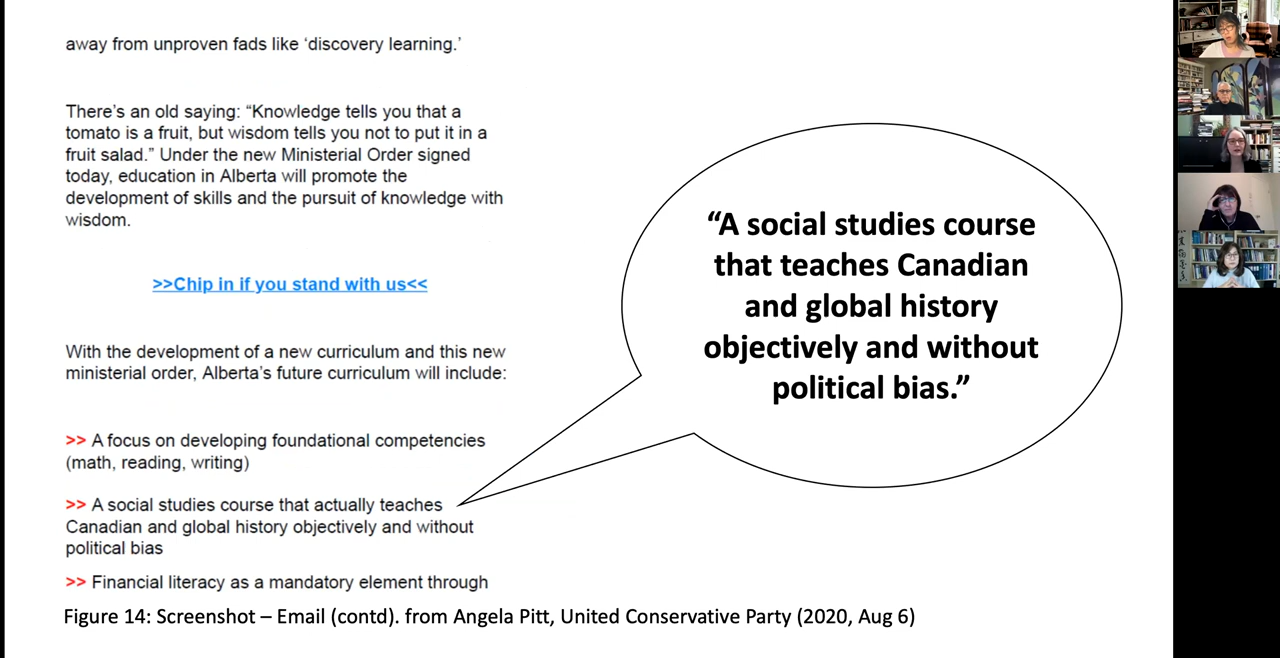 away from unproven fads like ‘discovery learning.’
There’s an old saying: “Knowledge tells you that a
tomato is a fruit, but wisdom tells you not to put it in a
fruit salad.” Under the new Ministerial Order signed
today, education in Alberta will promote the
development of skills and the pursuit of knowledge with
wisdom.
>>Chip in if you stand with us<<
With the development of a new curriculum and this new
ministerial order, Alberta’s future curriculum will include:
>> A focus on developing foundational competencies
(math, reading, writing)
>> A social studies course that actually teaches
Canadian and global history objectively and without
political bias
>> Financial literacy as a mandatory element through
“A social studies course
that teaches Canadian
and global history
objectively and without
political bias.”
Figure 14: Screenshot – Email (contd). from Angela Pitt, United Conservative Party (2020, Aug 6)